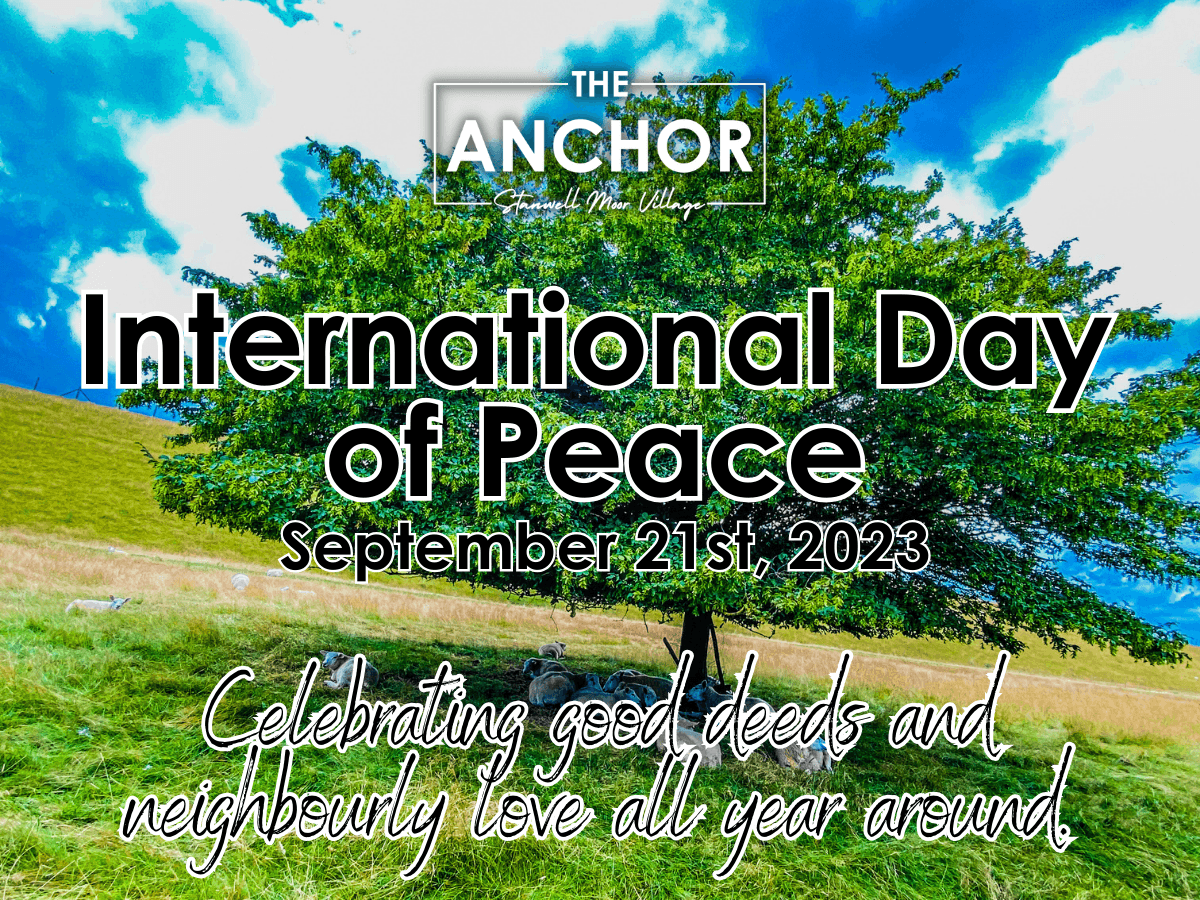 THE
ANCHOR
Stanwell Moor Village
International Day
of Peace
September 21st, 2023
Celebrating good deeds and
neighbourly love all year around.